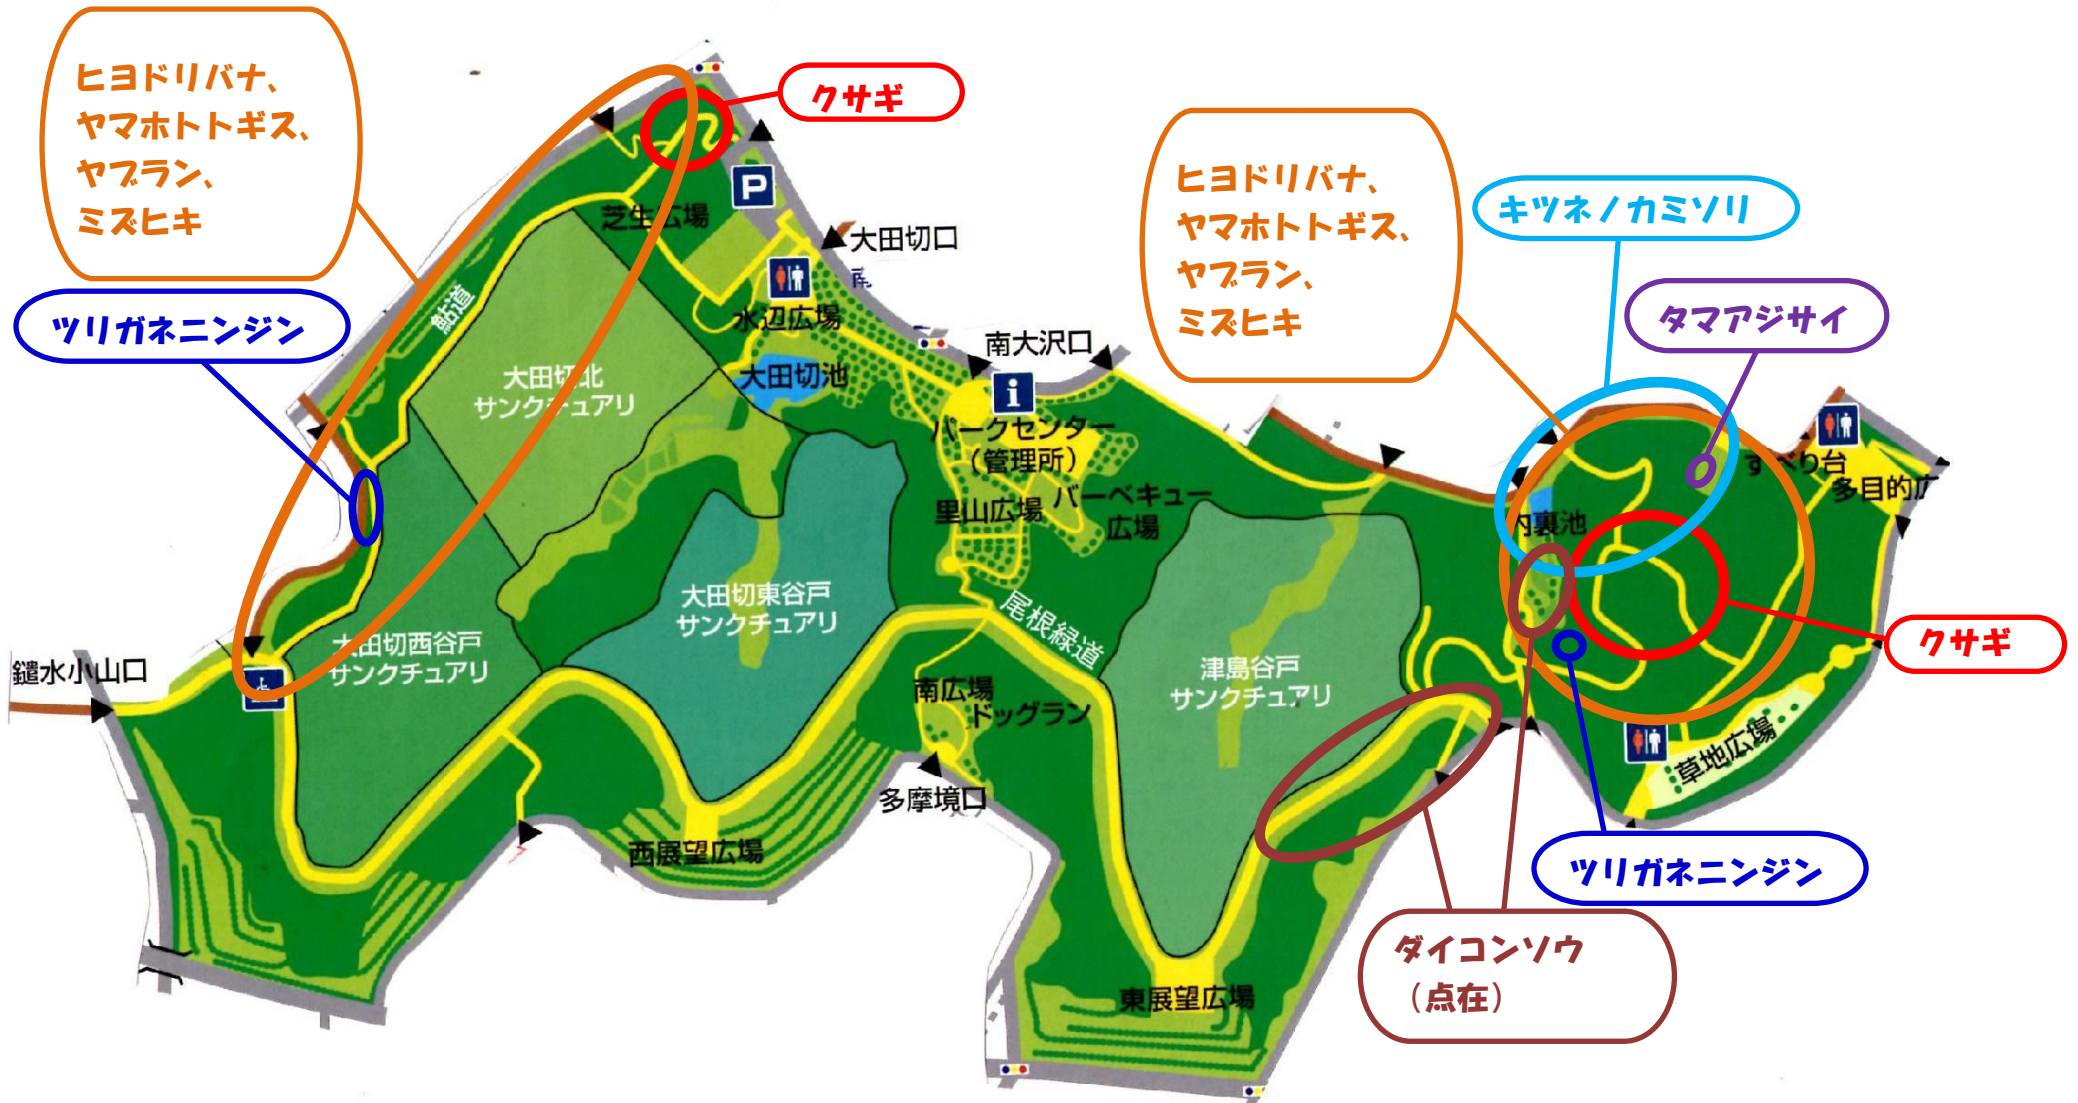 ヒヨドリバナ、
ヤマホトトギス、
ヤブラン、
ミズヒキ
クサギ
ツリガネニンジン
ヒヨドリバナ、
ヤマホトトギス、
ヤブラン、
ミズヒキ
キツネノカミソリ
タマアジサイ
P
芝生広場
大田切口
鮎道
水辺広場
南大沢口
大田切池
i
大田切北
サンクチュアリ
パークセンター
(管理所)
すべり台
多目的広
里山広場
バーベキュー
広場
内裏池
大田切東谷戸
サンクチュアリ
尾根緑道
大田切西谷戸
サンクチュアリ
鑓水小山口
津島谷戸
サンクチュアリ
クサギ
南広場
ドッグラン
草地広場
多摩境口
西展望広場
ツリガネニンジン
ダイコンソウ
(点在)
東展望広場